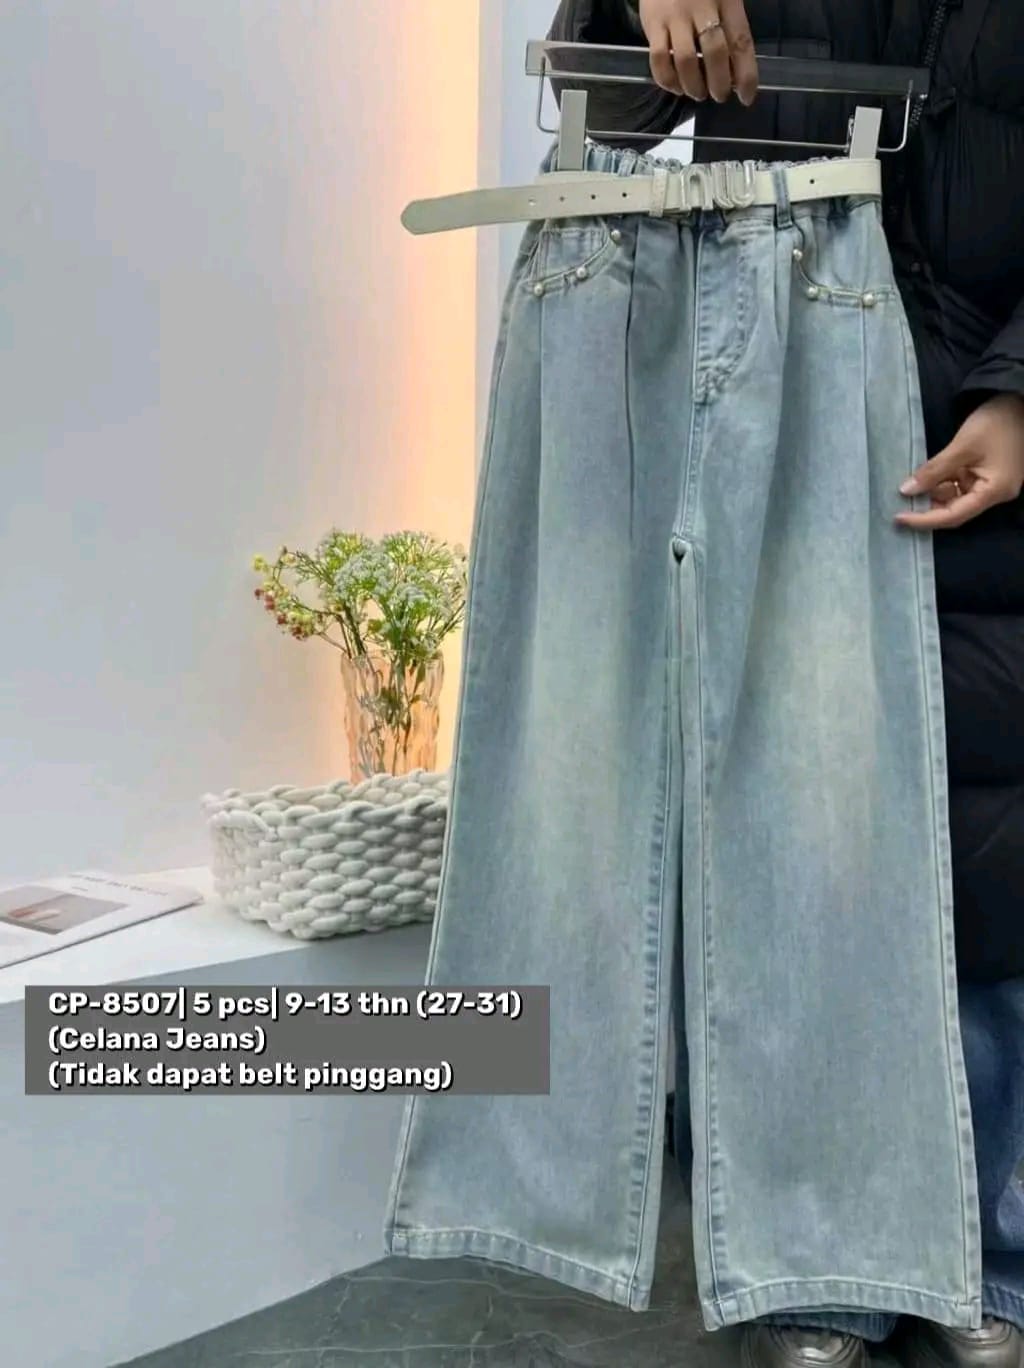 CP-8507| 5 pcs| 9-13 thn (27-31)
(Celana Jeans)
(Tidak dapat belt pinggang)